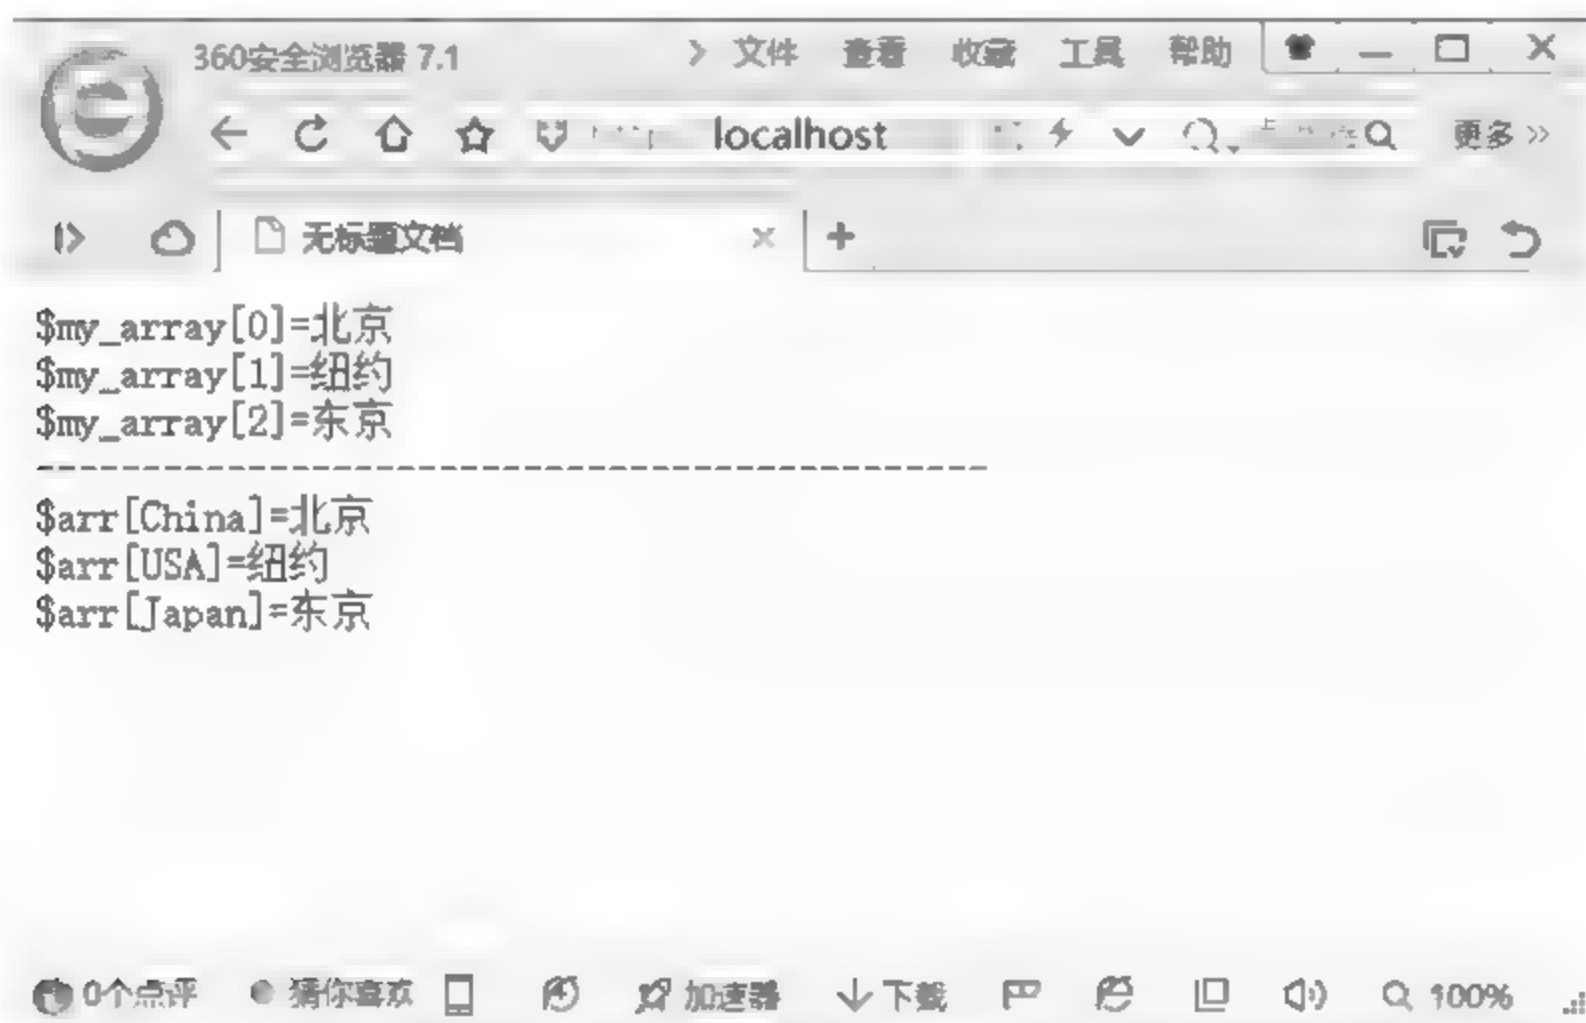 360安全浏览器 7.1 文件 查看 收藏 工具 帮助
localhost 更多
无标题文档
$my_array[0]=北京
$my_array[1]=纽约
$my_array[2]=东京
---------------------------------------------
$arr[China]=北京
$arr[USA]=纽约
$arr[Japan]=东京
0个点评 猜你喜欢 加速器 下载 100%